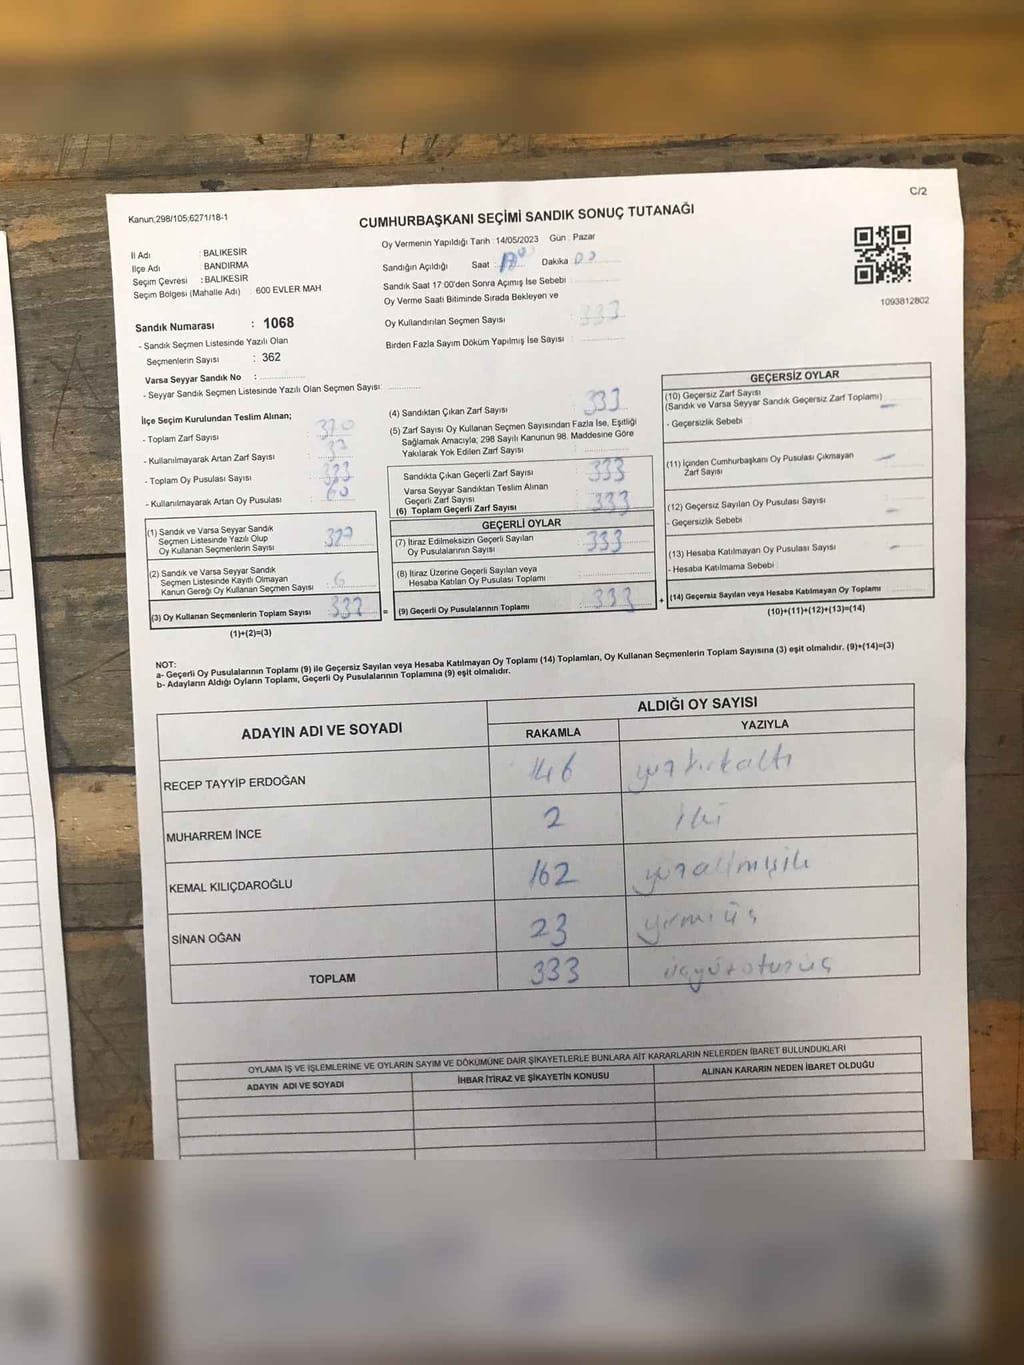 C/2
Kanun;298/105;6271/18-1
CUMHURBAŞKANI SEÇİMİ SANDIK SONUÇ TUTANAĞI
İl Adı : BALIKESİR
İlçe Adı : BANDIRMA
Seçim Çevresi : BALIKESİR
Seçim Bölgesi (Mahalle Adı) : 600 EVLER MAH
Sandık Numarası : 1068
- Sandık Seçmen Listesinde Yazılı Olan
Seçmenlerin Sayısı : 362
Varsa Seyyar Sandık No :
- Seyyar Sandık Seçmen Listesinde Yazılı Olan Seçmen Sayısı:
Oy Vermenin Yapıldığı Tarih :14/05/2023 Gün : Pazar
Sandığın Açıldığı Saat : Dakika
Sandık Saat 17:00'den Sonra Açımış İse Sebebi :
Oy Verme Saati Bitiminde Sırada Bekleyen ve
Oy Kullandırılan Seçmen Sayısı : 333
Birden Fazla Sayım Döküm Yapılmış İse Sayısı :
1093812802
İlçe Seçim Kurulundan Teslim Alınan;
- Toplam Zarf Sayısı : 370
- Kullanılmayarak Artan Zarf Sayısı : 37
- Toplam Oy Pusulası Sayısı :
- Kullanılmayarak Artan Oy Pusulası : 60
(1) Sandık ve Varsa Seyyar Sandık
Seçmen Listesinde Yazılı Olup
Oy Kullanan Seçmenlerin Sayısı : 327
(2) Sandık ve Varsa Seyyar Sandık
Seçmen Listesinde Kayıtlı Olmayan
Kanun Gereği Oy Kullanan Seçmen Sayısı : 6
(3) Oy Kullanan Seçmenlerin Toplam Sayısı : 333 =
(1)+(2)=(3)
(4) Sandıktan Çıkan Zarf Sayısı : 333
(5) Zarf Sayısı Oy Kullanan Seçmen Sayısından Fazla İse, Eşitliği
Sağlamak Amacıyla; 298 Sayılı Kanunun 98. Maddesine Göre
Yakılarak Yok Edilen Zarf Sayısı :
Sandıkta Çıkan Geçerli Zarf Sayısı : 333
Varsa Seyyar Sandıktan Teslim Alınan
Geçerli Zarf Sayısı :
(6) Toplam Geçerli Zarf Sayısı : 333
GEÇERLİ OYLAR
(7) İtiraz Edilmeksizin Geçerli Sayılan
Oy Pusulalarının Sayısı : 333
(8) İtiraz Üzerine Geçerli Sayılan veya
Hesaba Katılan Oy Pusulası Toplamı :
(9) Geçerli Oy Pusulalarının Toplamı : 333 +
GEÇERSİZ OYLAR
(10) Geçersiz Zarf Sayısı
(Sandık ve Varsa Seyyar Sandık Geçersiz Zarf Toplamı) : —
- Geçersizlik Sebebi :
(11) İçinden Cumhurbaşkanı Oy Pusulası Çıkmayan
Zarf Sayısı : —
(12) Geçersiz Sayılan Oy Pusulası Sayısı : —
- Geçersizlik Sebebi :
(13) Hesaba Katılmayan Oy Pusulası Sayısı : —
- Hesaba Katılmama Sebebi :
(14) Geçersiz Sayılan veya Hesaba Katılmayan Oy Toplamı :
(10)+(11)+(12)+(13)=(14)
NOT:
a- Geçerli Oy Pusulalarının Toplamı (9) ile Geçersiz Sayılan veya Hesaba Katılmayan Oy Toplamı (14) Toplamları, Oy Kullanan Seçmenlerin Toplam Sayısına (3) eşit olmalıdır. (9)+(14)=(3)
b- Adayların Aldığı Oyların Toplamı, Geçerli Oy Pusulalarının Toplamına (9) eşit olmalıdır.
ADAYIN ADI VE SOYADI ALDIĞI OY SAYISI
RAKAMLA YAZIYLA
RECEP TAYYİP ERDOĞAN 146 yüzkırkaltı
MUHARREM İNCE 2 iki
KEMAL KILIÇDAROĞLU 162 yüzaltmışiki
SİNAN OĞAN 23 yirmiüç
TOPLAM 333 üçyüzotuzüç
OYLAMA İŞ VE İŞLEMLERİNE VE OYLARIN SAYIM VE DÖKÜMÜNE DAİR ŞİKAYETLERLE BUNLARA AİT KARARLARIN NELERDEN İBARET BULUNDUKLARI
ADAYIN ADI VE SOYADI İHBAR İTİRAZ VE ŞİKAYETİN KONUSU ALINAN KARARIN NEDEN İBARET OLDUĞU